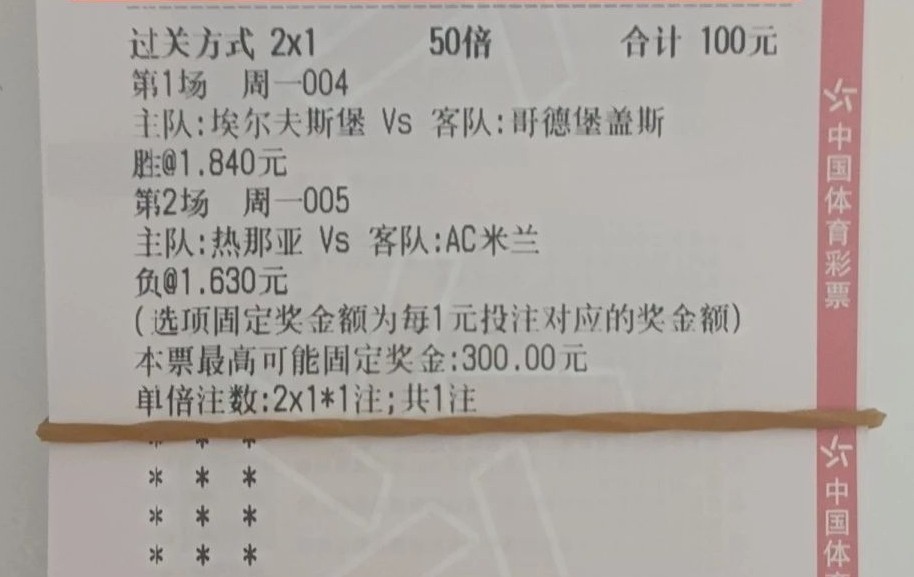 过关方式 2x1 50倍 合计 100元
第1场 周一004
主队:埃尔夫斯堡 Vs 客队:哥德堡盖斯
胜@1.840元
第2场 周一005
主队:热那亚 Vs 客队:AC米兰
负@1.630元
(选项固定奖金额为每1元投注对应的奖金额)
本票最高可能固定奖金:300.00元
单倍注数:2x1*1注;共1注
* * *
* * *
* * *
* * *
中国体育彩票
中国体